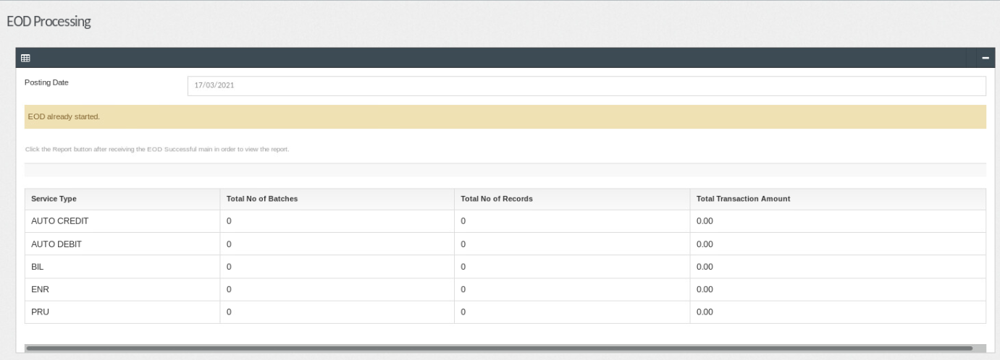 EOD Processing
Posting Date 17/03/2021
EOD already started.
Click the Report button after receiving the EOD Successful main in order to view the report.
Service Type Total No of Batches Total No of Records Total Transaction Amount
AUTO CREDIT 0 0 0.00
AUTO DEBIT 0 0 0.00
BIL 0 0 0.00
ENR 0 0 0.00
PRU 0 0 0.00